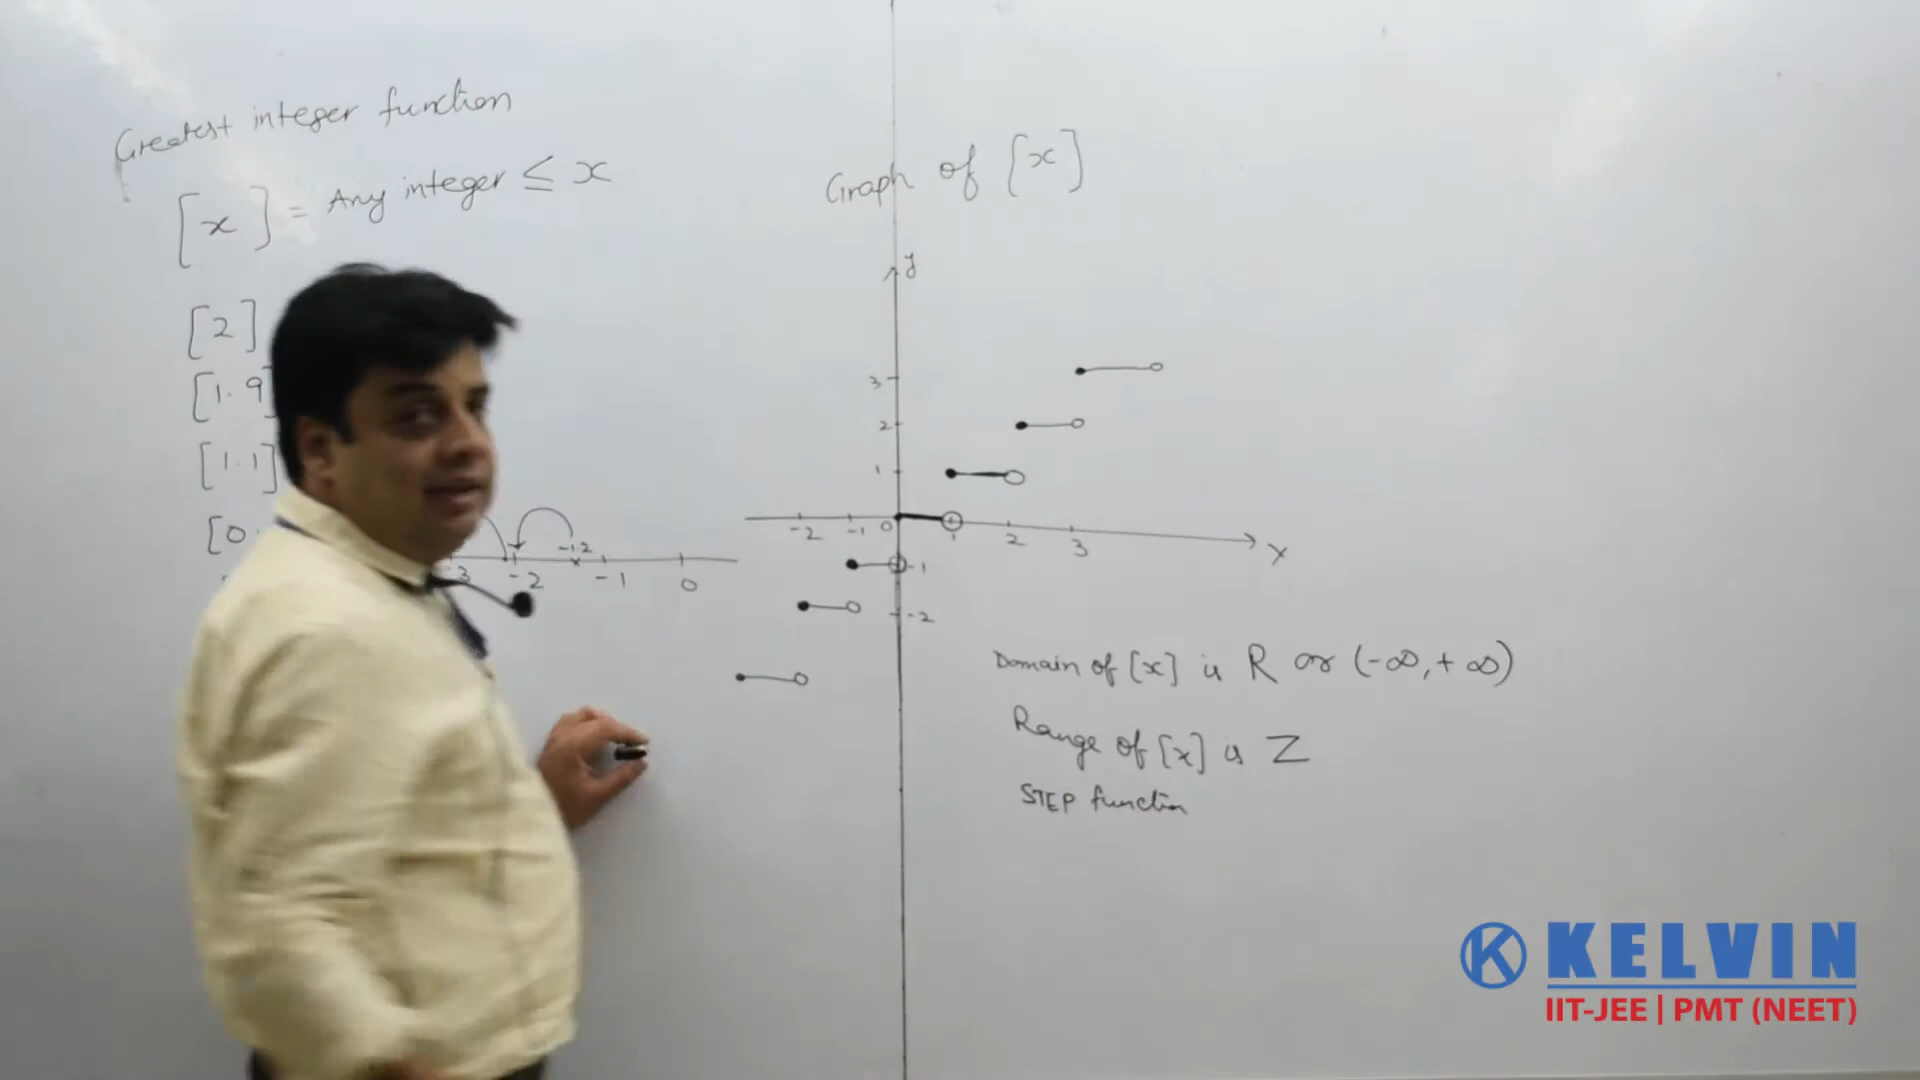 Greatest integer function
[x] = Any integer ≤ x
[2]
[1.9]
[1.1]
[0.
-1.2
-3 -2 -1 0
Graph of [x]
y
3
2
1
-2 -1 0 1 2 3 X
-1
-2
Domain of [x] is R or (-∞, + ∞)
Range of [x] is Z
STEP function
K KELVIN
IIT-JEE | PMT (NEET)